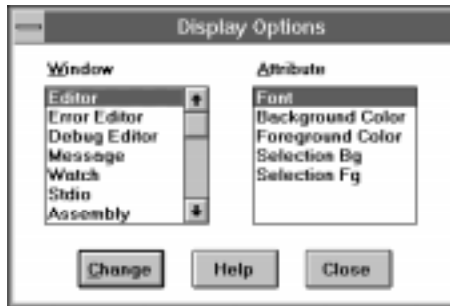 Display Options
Window
Editor
Error Editor
Debug Editor
Message
Watch
Stdio
Assembly
Attribute
Font
Background Color
Foreground Color
Selection Bg
Selection Fg
Change
Help
Close